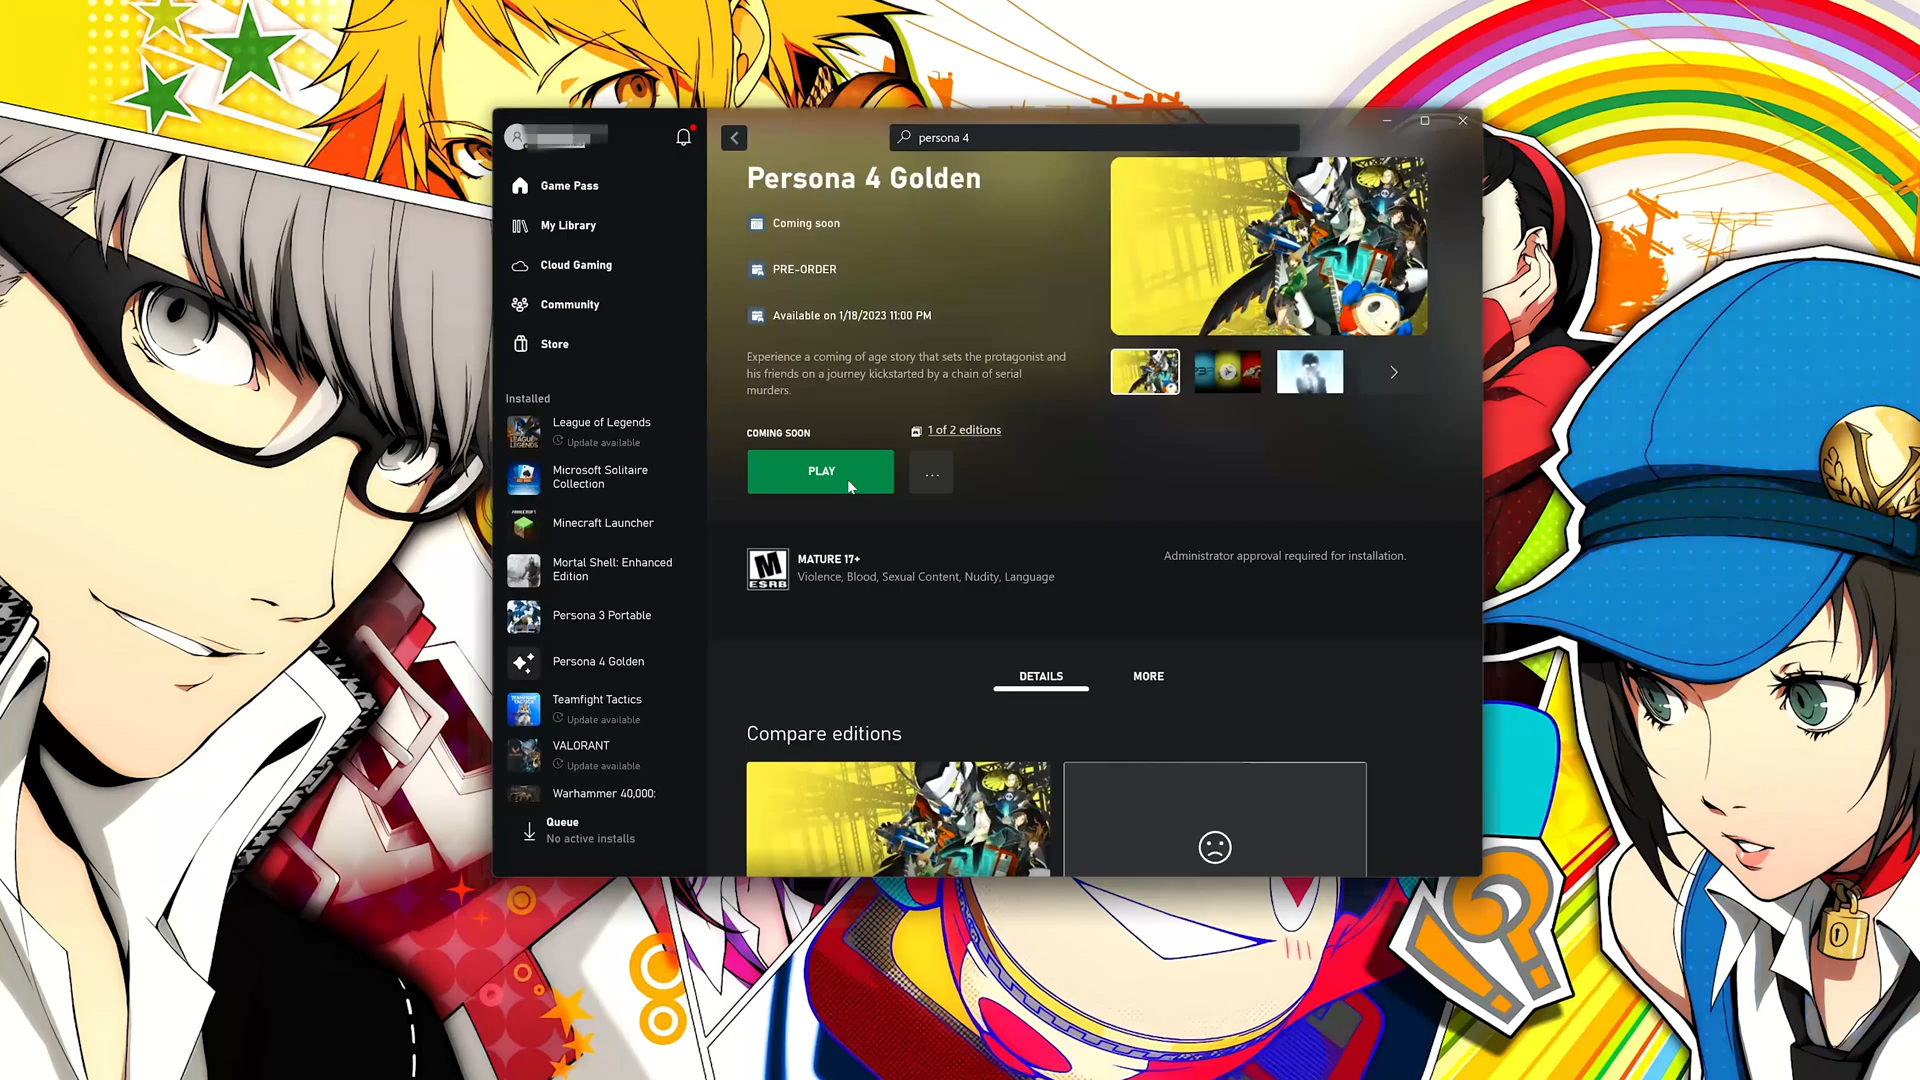 persona 4
Game Pass
My Library
Cloud Gaming
Community
Store
Installed
League of Legends
Update available
Microsoft Solitaire
Collection
Minecraft Launcher
Mortal Shell: Enhanced
Edition
Persona 3 Portable
Persona 4 Golden
Teamfight Tactics
Update available
VALORANT
Update available
Warhammer 40,000:
Queue
No active installs
Persona 4 Golden
Coming soon
PRE-ORDER
Available on 1/18/2023 11:00 PM
Experience a coming of age story that sets the protagonist and
his friends on a journey kickstarted by a chain of serial
murders.
COMING SOON
1 of 2 editions
PLAY
...
M
ESRB
MATURE 17+
Violence, Blood, Sexual Content, Nudity, Language
Administrator approval required for installation.
DETAILS
MORE
Compare editions
!?
V